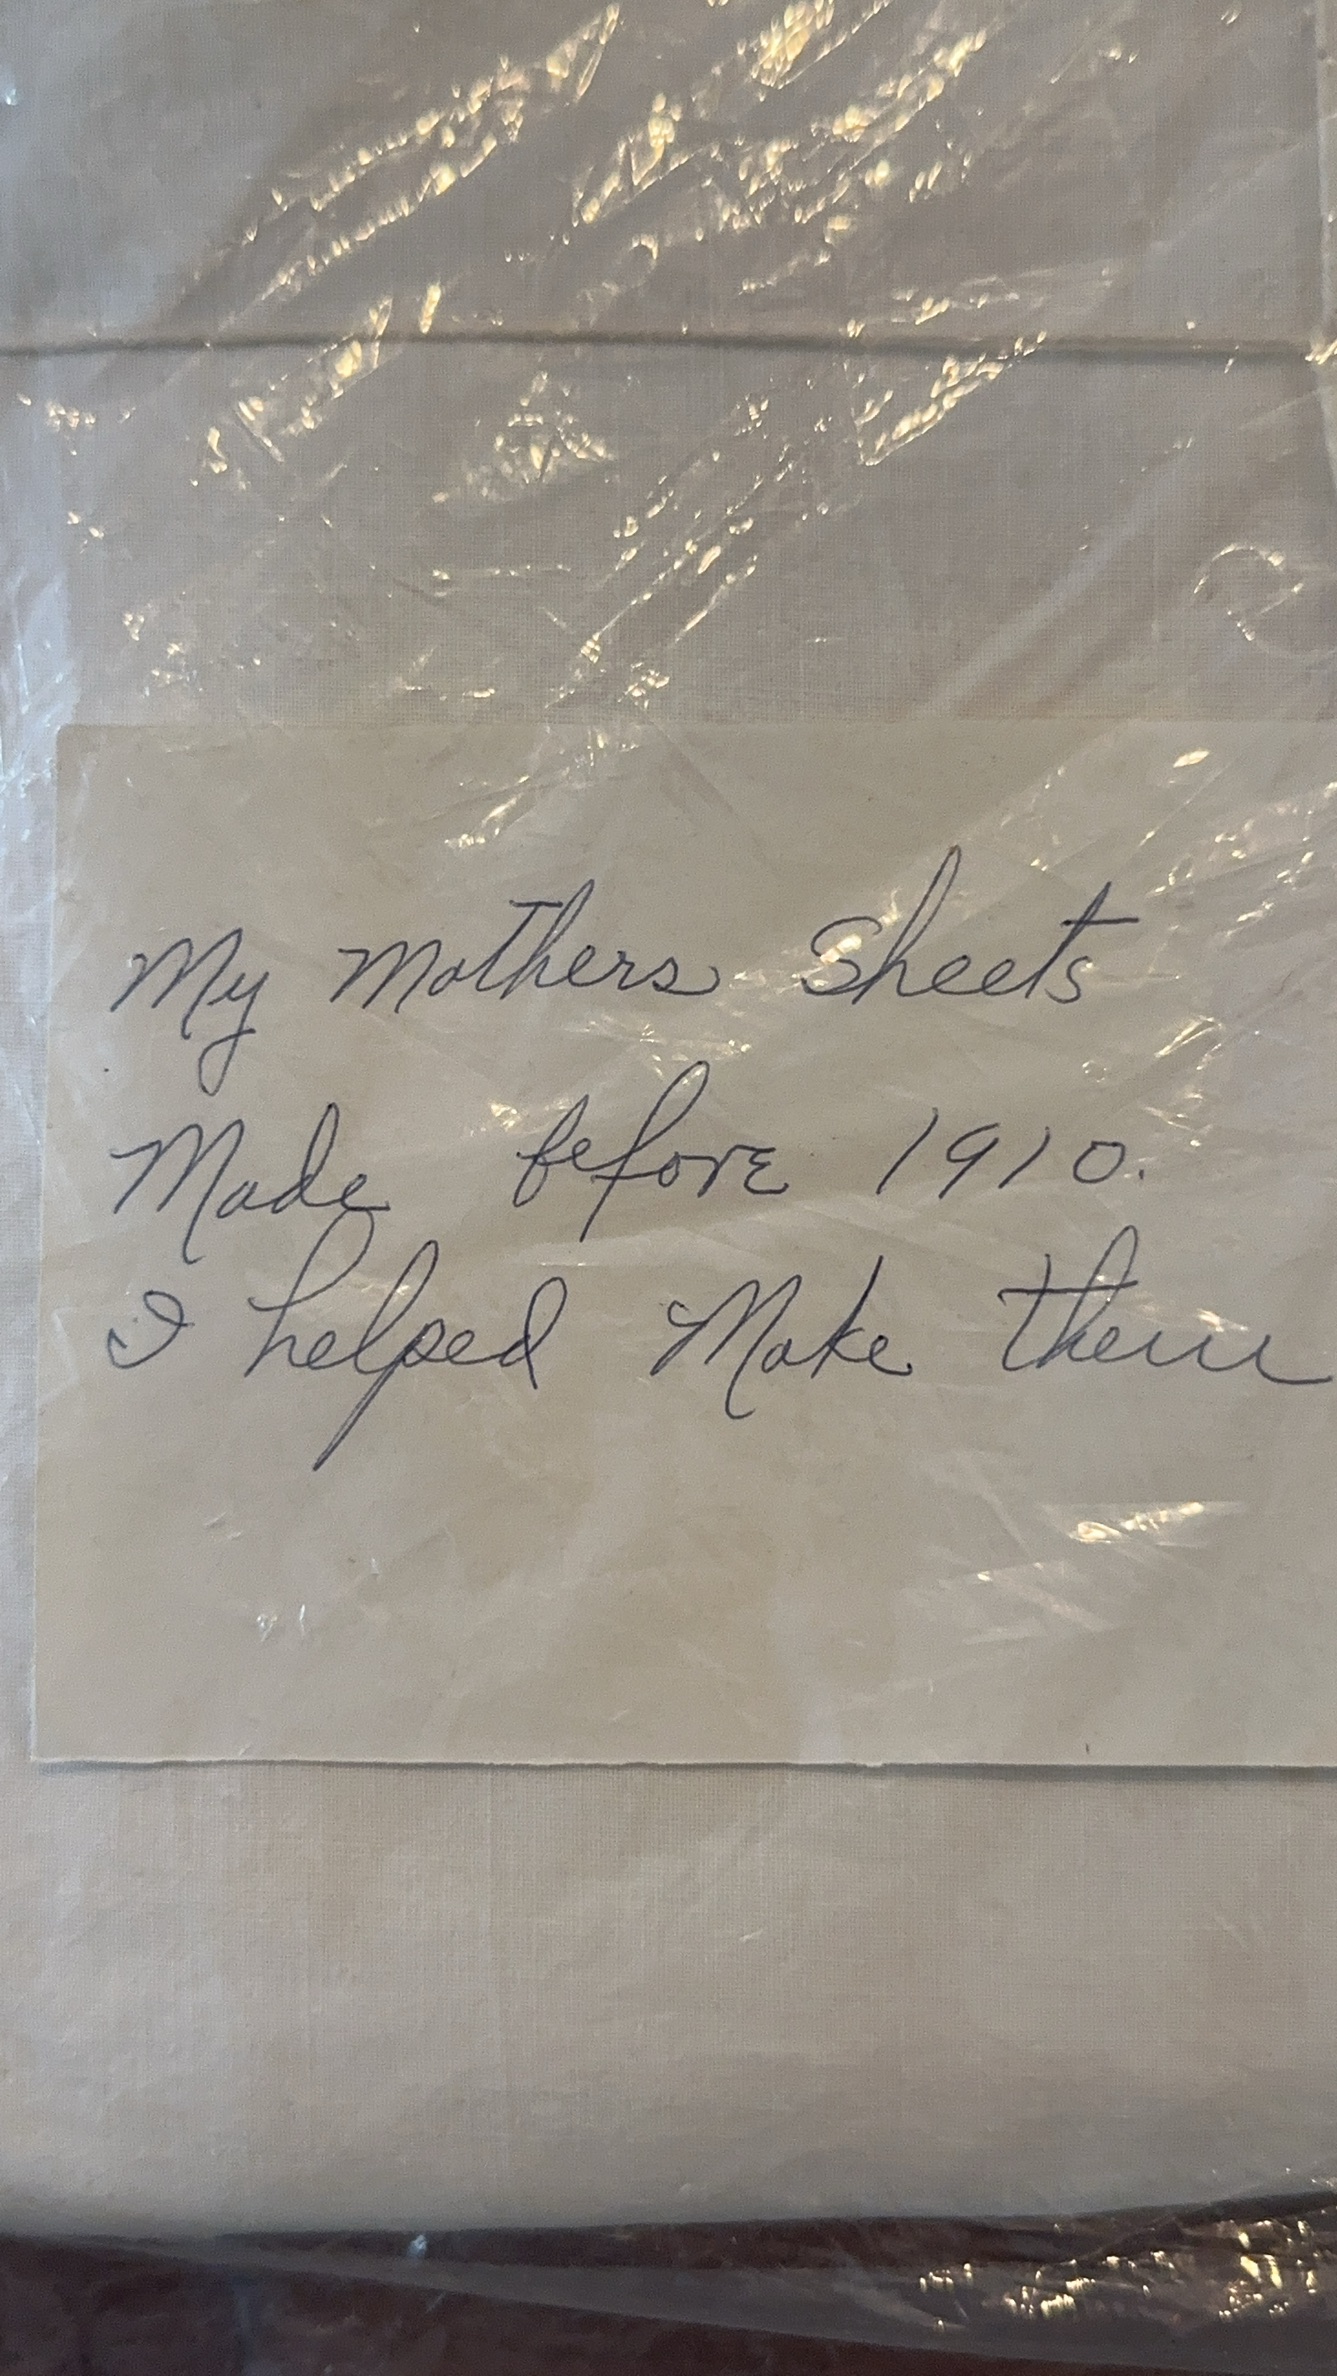 My Mothers Sheets
Made before 1910.
I helped Make them